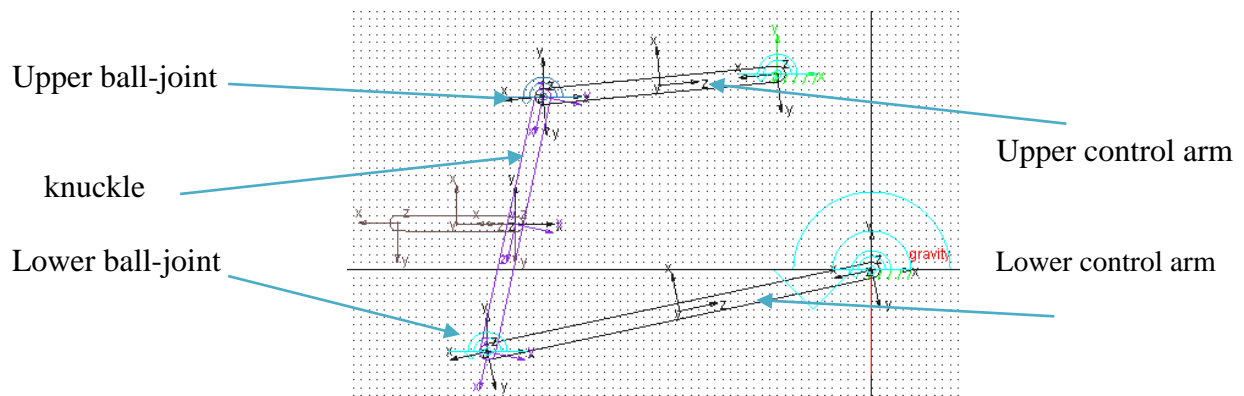 Upper ball-joint
Upper control arm
knuckle
Lower ball-joint
Lower control arm
gravity